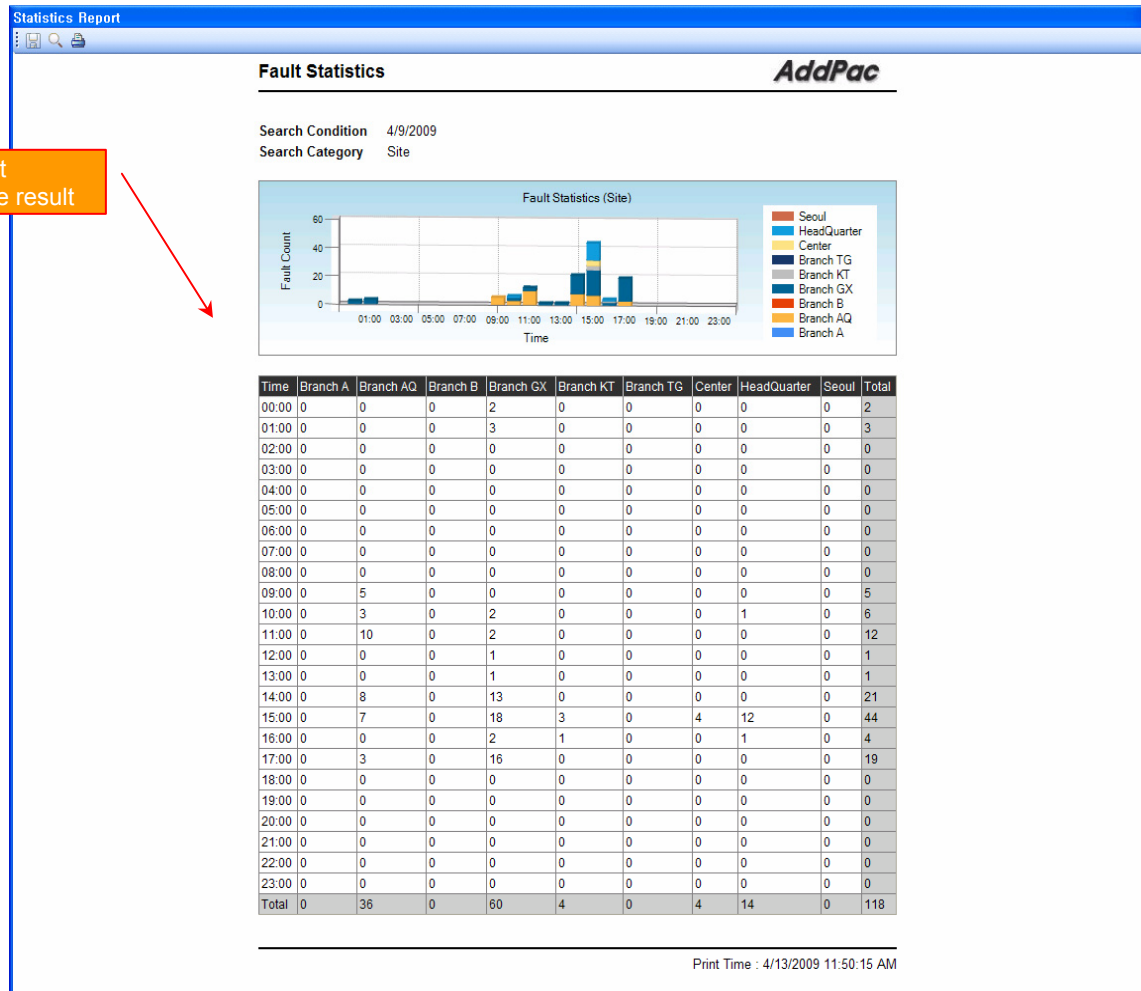 Statistics Report
Fault Statistics
AddPac
Search Condition 4/9/2009
Search Category Site
t
e result
Fault Statistics (Site)
Fault Count
60
40
20
0
01:00 03:00 05:00 07:00 09:00 11:00 13:00 15:00 17:00 19:00 21:00 23:00
Time
Seoul
HeadQuarter
Center
Branch TG
Branch KT
Branch GX
Branch B
Branch AQ
Branch A
Time Branch A Branch AQ Branch B Branch GX Branch KT Branch TG Center HeadQuarter Seoul Total
00:00 0 0 0 2 0 0 0 0 0 2
01:00 0 0 0 3 0 0 0 0 0 3
02:00 0 0 0 0 0 0 0 0 0 0
03:00 0 0 0 0 0 0 0 0 0 0
04:00 0 0 0 0 0 0 0 0 0 0
05:00 0 0 0 0 0 0 0 0 0 0
06:00 0 0 0 0 0 0 0 0 0 0
07:00 0 0 0 0 0 0 0 0 0 0
08:00 0 0 0 0 0 0 0 0 0 0
09:00 0 5 0 0 0 0 0 0 0 5
10:00 0 3 0 2 0 0 0 1 0 6
11:00 0 10 0 2 0 0 0 0 0 12
12:00 0 0 0 1 0 0 0 0 0 1
13:00 0 0 0 1 0 0 0 0 0 1
14:00 0 8 0 13 0 0 0 0 0 21
15:00 0 7 0 18 3 0 4 12 0 44
16:00 0 0 0 2 1 0 0 1 0 4
17:00 0 3 0 16 0 0 0 0 0 19
18:00 0 0 0 0 0 0 0 0 0 0
19:00 0 0 0 0 0 0 0 0 0 0
20:00 0 0 0 0 0 0 0 0 0 0
21:00 0 0 0 0 0 0 0 0 0 0
22:00 0 0 0 0 0 0 0 0 0 0
23:00 0 0 0 0 0 0 0 0 0 0
Total 0 36 0 60 4 0 4 14 0 118
Print Time : 4/13/2009 11:50:15 AM